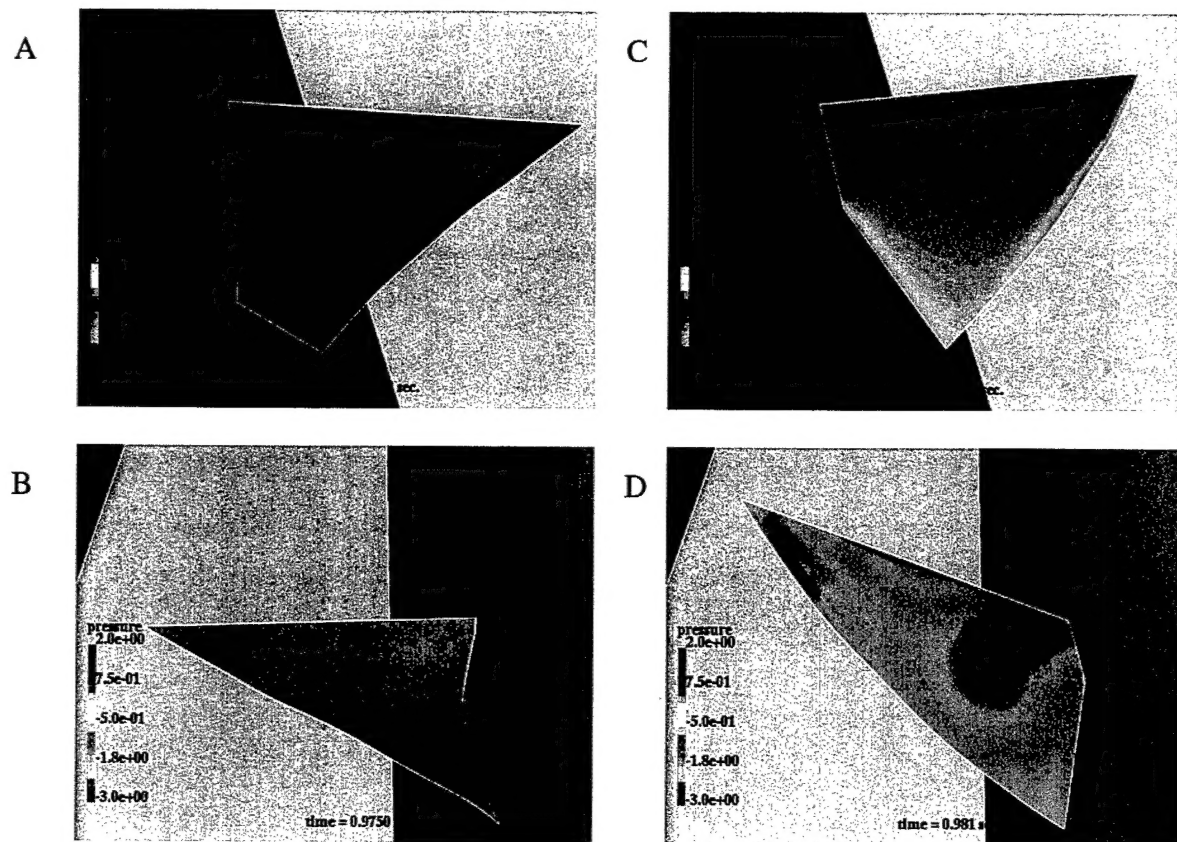 A
C
sec.
sec.
B
pressure
2.0e+00
7.5e-01
-5.0e-01
-1.8e+00
-3.0e+00
time = 0.9750
D
pressure
2.0e+00
7.5e-01
-5.0e-01
-1.8e+00
-3.0e+00
time = 0.981 s